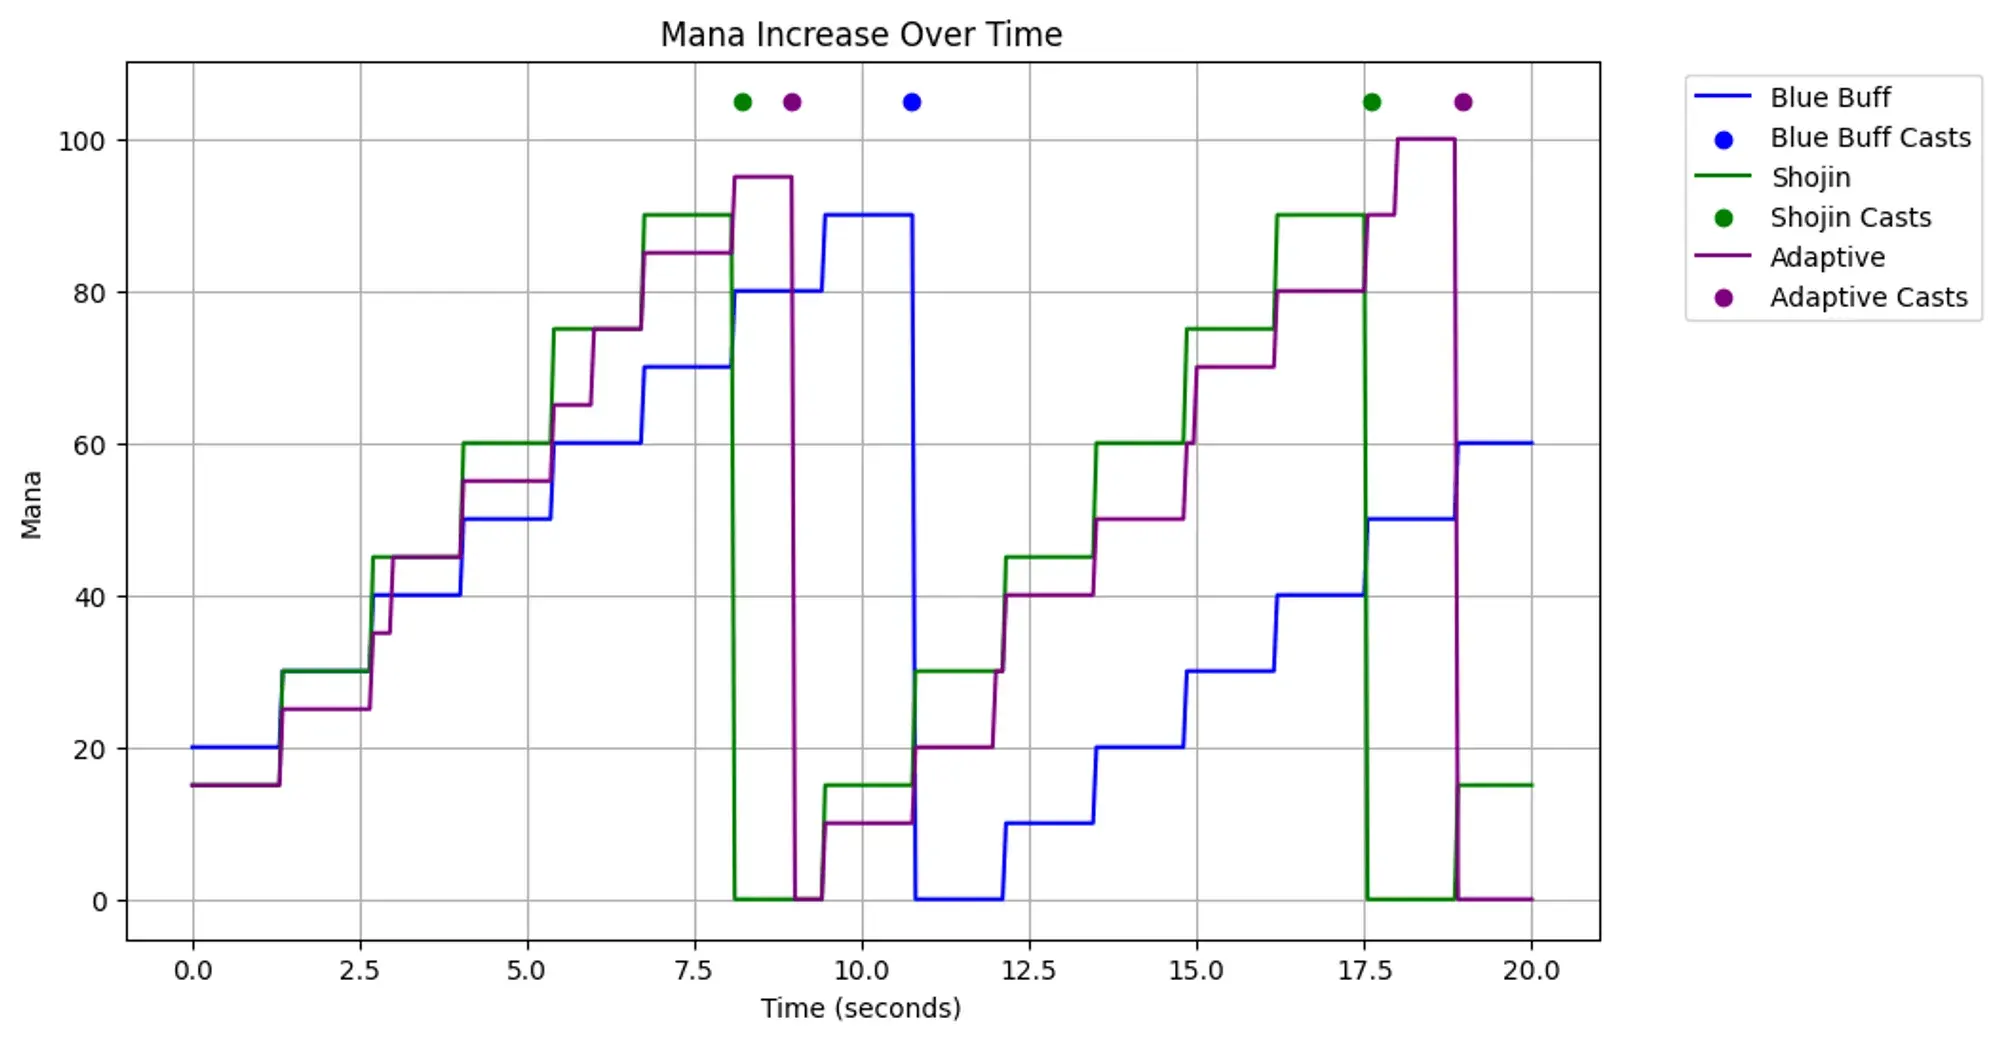 Mana Increase Over Time
Mana
100
80
60
40
20
0
0.0 2.5 5.0 7.5 10.0 12.5 15.0 17.5 20.0
Time (seconds)
Blue Buff
Blue Buff Casts
Shojin
Shojin Casts
Adaptive
Adaptive Casts